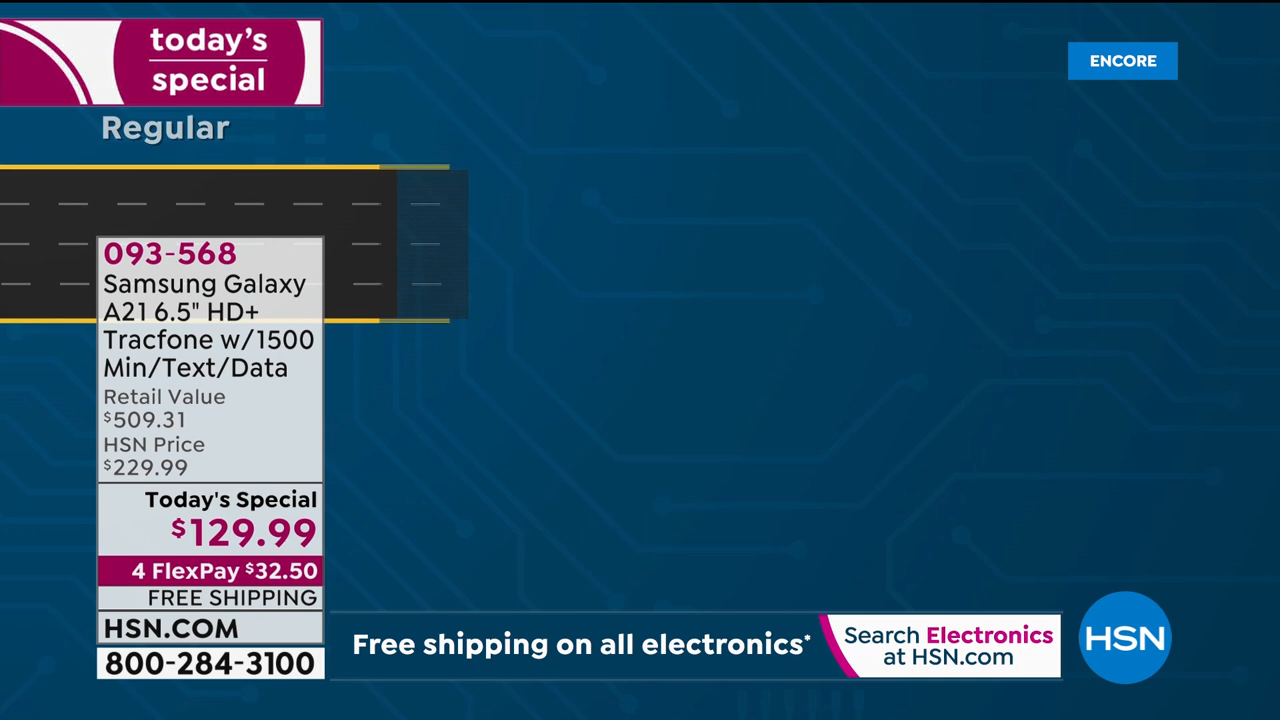 today's
special
ENCORE
Regular
093-568
Samsung Galaxy
A21 6.5" HD+
Tracfone w/1500
Min/Text/Data
Retail Value
$509.31
HSN Price
$229.99
Today's Special
$129.99
4 FlexPay $32.50
FREE SHIPPING
HSN.COM
800-284-3100
Free shipping on all electronics*
Search Electronics
at HSN.com
HSN